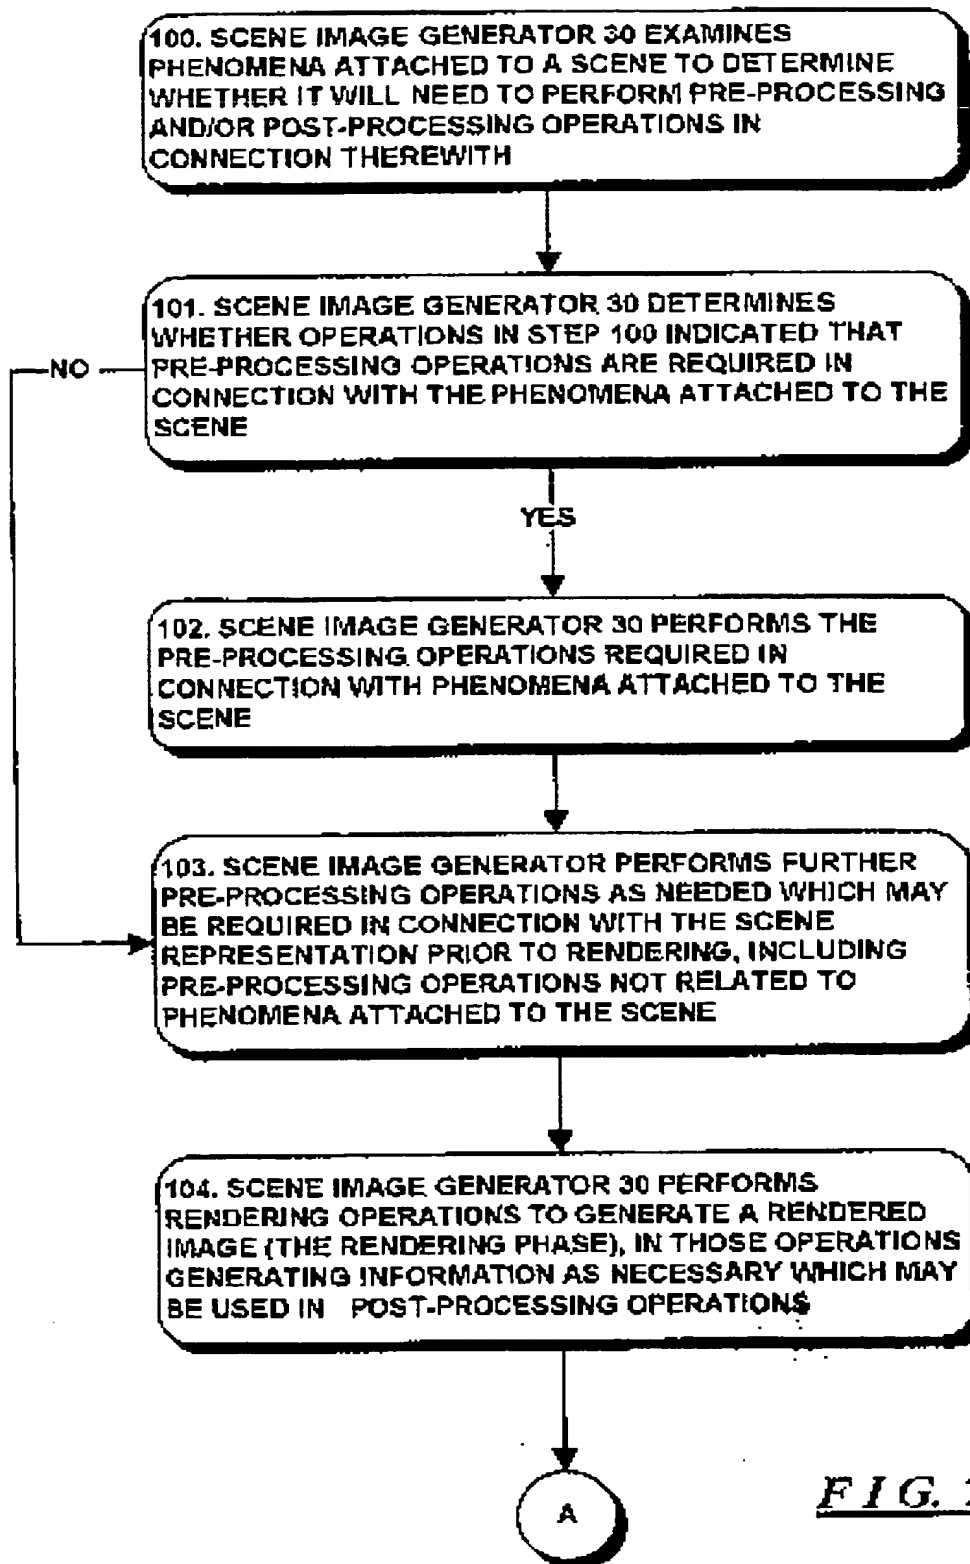 100. SCENE IMAGE GENERATOR 30 EXAMINES
PHENOMENA ATTACHED TO A SCENE TO DETERMINE
WHETHER IT WILL NEED TO PERFORM PRE-PROCESSING
AND/OR POST-PROCESSING OPERATIONS IN
CONNECTION THEREWITH
101. SCENE IMAGE GENERATOR 30 DETERMINES
WHETHER OPERATIONS IN STEP 100 INDICATED THAT
PRE-PROCESSING OPERATIONS ARE REQUIRED IN
CONNECTION WITH THE PHENOMENA ATTACHED TO THE
SCENE
NO
YES
102. SCENE IMAGE GENERATOR 30 PERFORMS THE
PRE-PROCESSING OPERATIONS REQUIRED IN
CONNECTION WITH PHENOMENA ATTACHED TO THE
SCENE
103. SCENE IMAGE GENERATOR PERFORMS FURTHER
PRE-PROCESSING OPERATIONS AS NEEDED WHICH MAY
BE REQUIRED IN CONNECTION WITH THE SCENE
REPRESENTATION PRIOR TO RENDERING, INCLUDING
PRE-PROCESSING OPERATIONS NOT RELATED TO
PHENOMENA ATTACHED TO THE SCENE
104. SCENE IMAGE GENERATOR 30 PERFORMS
RENDERING OPERATIONS TO GENERATE A RENDERED
IMAGE (THE RENDERING PHASE), IN THOSE OPERATIONS
GENERATING INFORMATION AS NECESSARY WHICH MAY
BE USED IN POST-PROCESSING OPERATIONS
A
FIG.